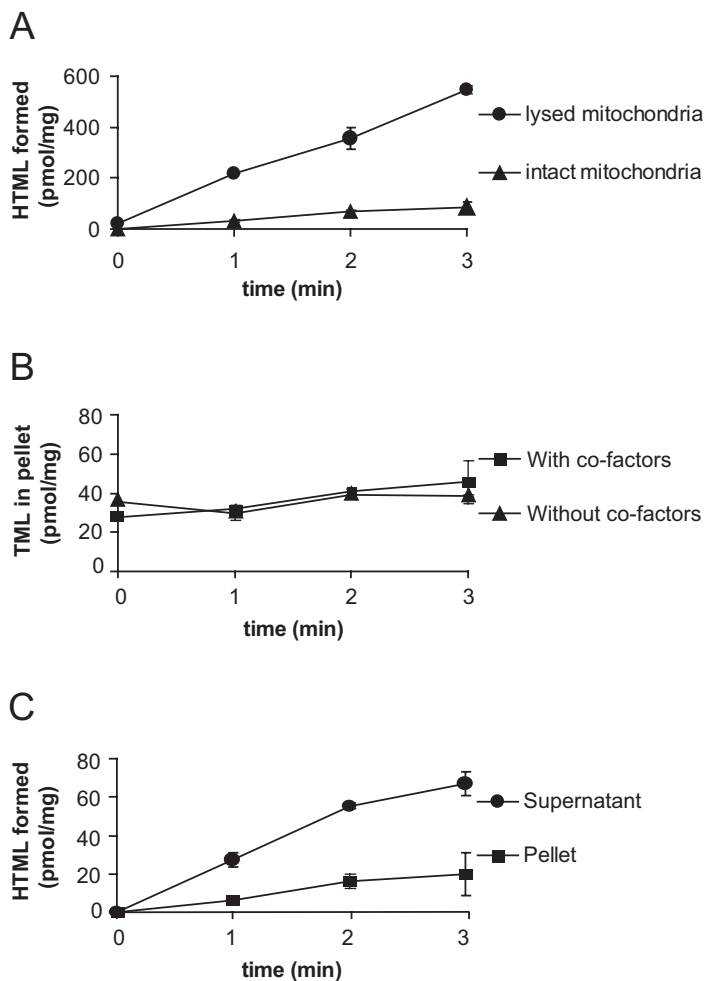 A
HTML formed
(pmol/mg)
600
400
200
0
0 1 2 3
time (min)
lysed mitochondria
intact mitochondria
B
TML in pellet
(pmol/mg)
80
60
40
20
0
0 1 2 3
time (min)
With co-factors
Without co-factors
C
HTML formed
(pmol/mg)
80
60
40
20
0
0 1 2 3
time (min)
Supernatant
Pellet